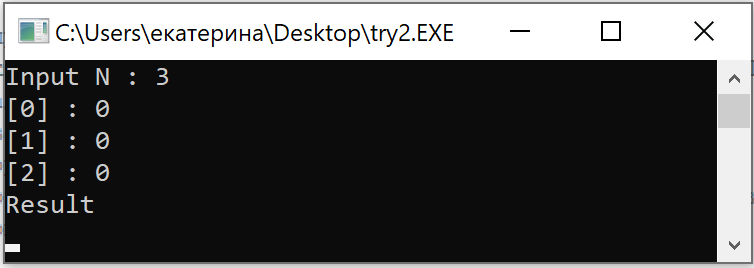 C:\Users\екатерина\Desktop\try2.EXE
Input N : 3
[0] : 0
[1] : 0
[2] : 0
Result